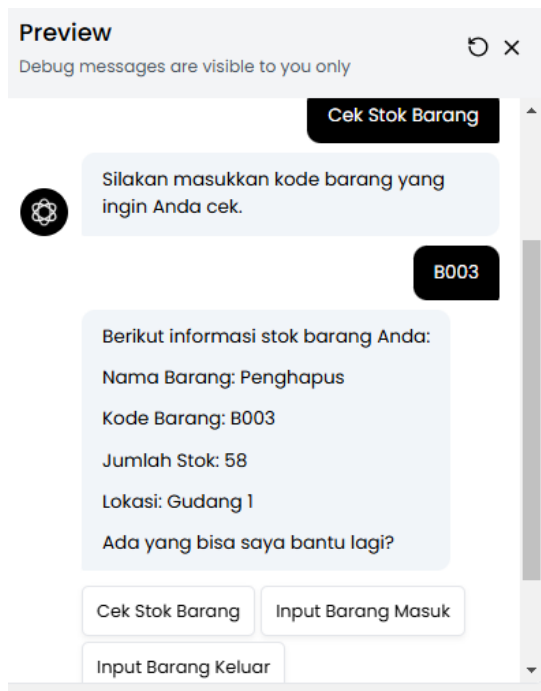 Preview
Debug messages are visible to you only
Cek Stok Barang
Silakan masukkan kode barang yang
ingin Anda cek.
B003
Berikut informasi stok barang Anda:
Nama Barang: Penghapus
Kode Barang: B003
Jumlah Stok: 58
Lokasi: Gudang 1
Ada yang bisa saya bantu lagi?
Cek Stok Barang
Input Barang Masuk
Input Barang Keluar